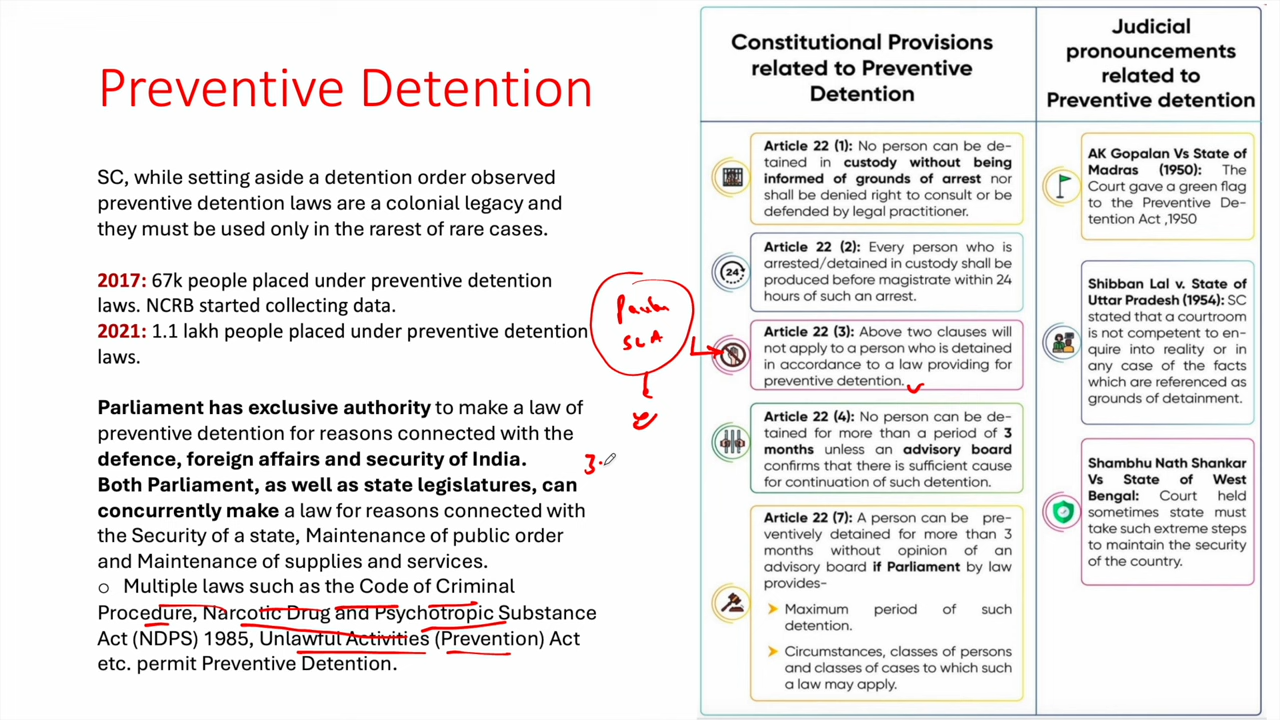 Preventive Detention
SC, while setting aside a detention order observed
preventive detention laws are a colonial legacy and
they must be used only in the rarest of rare cases.
2017: 67k people placed under preventive detention
laws. NCRB started collecting data.
2021: 1.1 lakh people placed under preventive detention
laws.
Parliament has exclusive authority to make a law of
preventive detention for reasons connected with the
defence, foreign affairs and security of India.
Both Parliament, as well as state legislatures, can
concurrently make a law for reasons connected with
the Security of a state, Maintenance of public order
and Maintenance of supplies and services.
o Multiple laws such as the Code of Criminal
Procedure, Narcotic Drug and Psychotropic Substance
Act (NDPS) 1985, Unlawful Activities (Prevention) Act
etc. permit Preventive Detention.
3.
Constitutional Provisions
related to Preventive
Detention
Article 22 (1): No person can be de-
tained in custody without being
informed of grounds of arrest nor
shall be denied right to consult or be
defended by legal practitioner.
24
Article 22 (2): Every person who is
arrested/detained in custody shall be
produced before magistrate within 24
hours of such an arrest.
Article 22 (3): Above two clauses will
not apply to a person who is detained
in accordance to a law providing for
preventive detention.
Article 22 (4): No person can be de-
tained for more than a period of 3
months unless an advisory board
confirms that there is sufficient cause
for continuation of such detention.
Article 22 (7): A person can be pre-
ventively detained for more than 3
months without opinion of an
advisory board if Parliament by law
provides-
Maximum period of such
detention.
Circumstances, classes of persons
and classes of cases to which such
a law may apply.
Judicial
pronouncements
related to
Preventive detention
AK Gopalan Vs State of
Madras (1950): The
Court gave a green flag
to the Preventive De-
tention Act ,1950
Shibban Lal v. State of
Uttar Pradesh (1954): SC
stated that a courtroom
is not competent to en-
quire into reality or in
any case of the facts
which are referenced as
grounds of detainment.
Shambhu Nath Shankar
Vs State of West
Bengal: Court held
sometimes state must
take such extreme steps
to maintain the security
of the country.